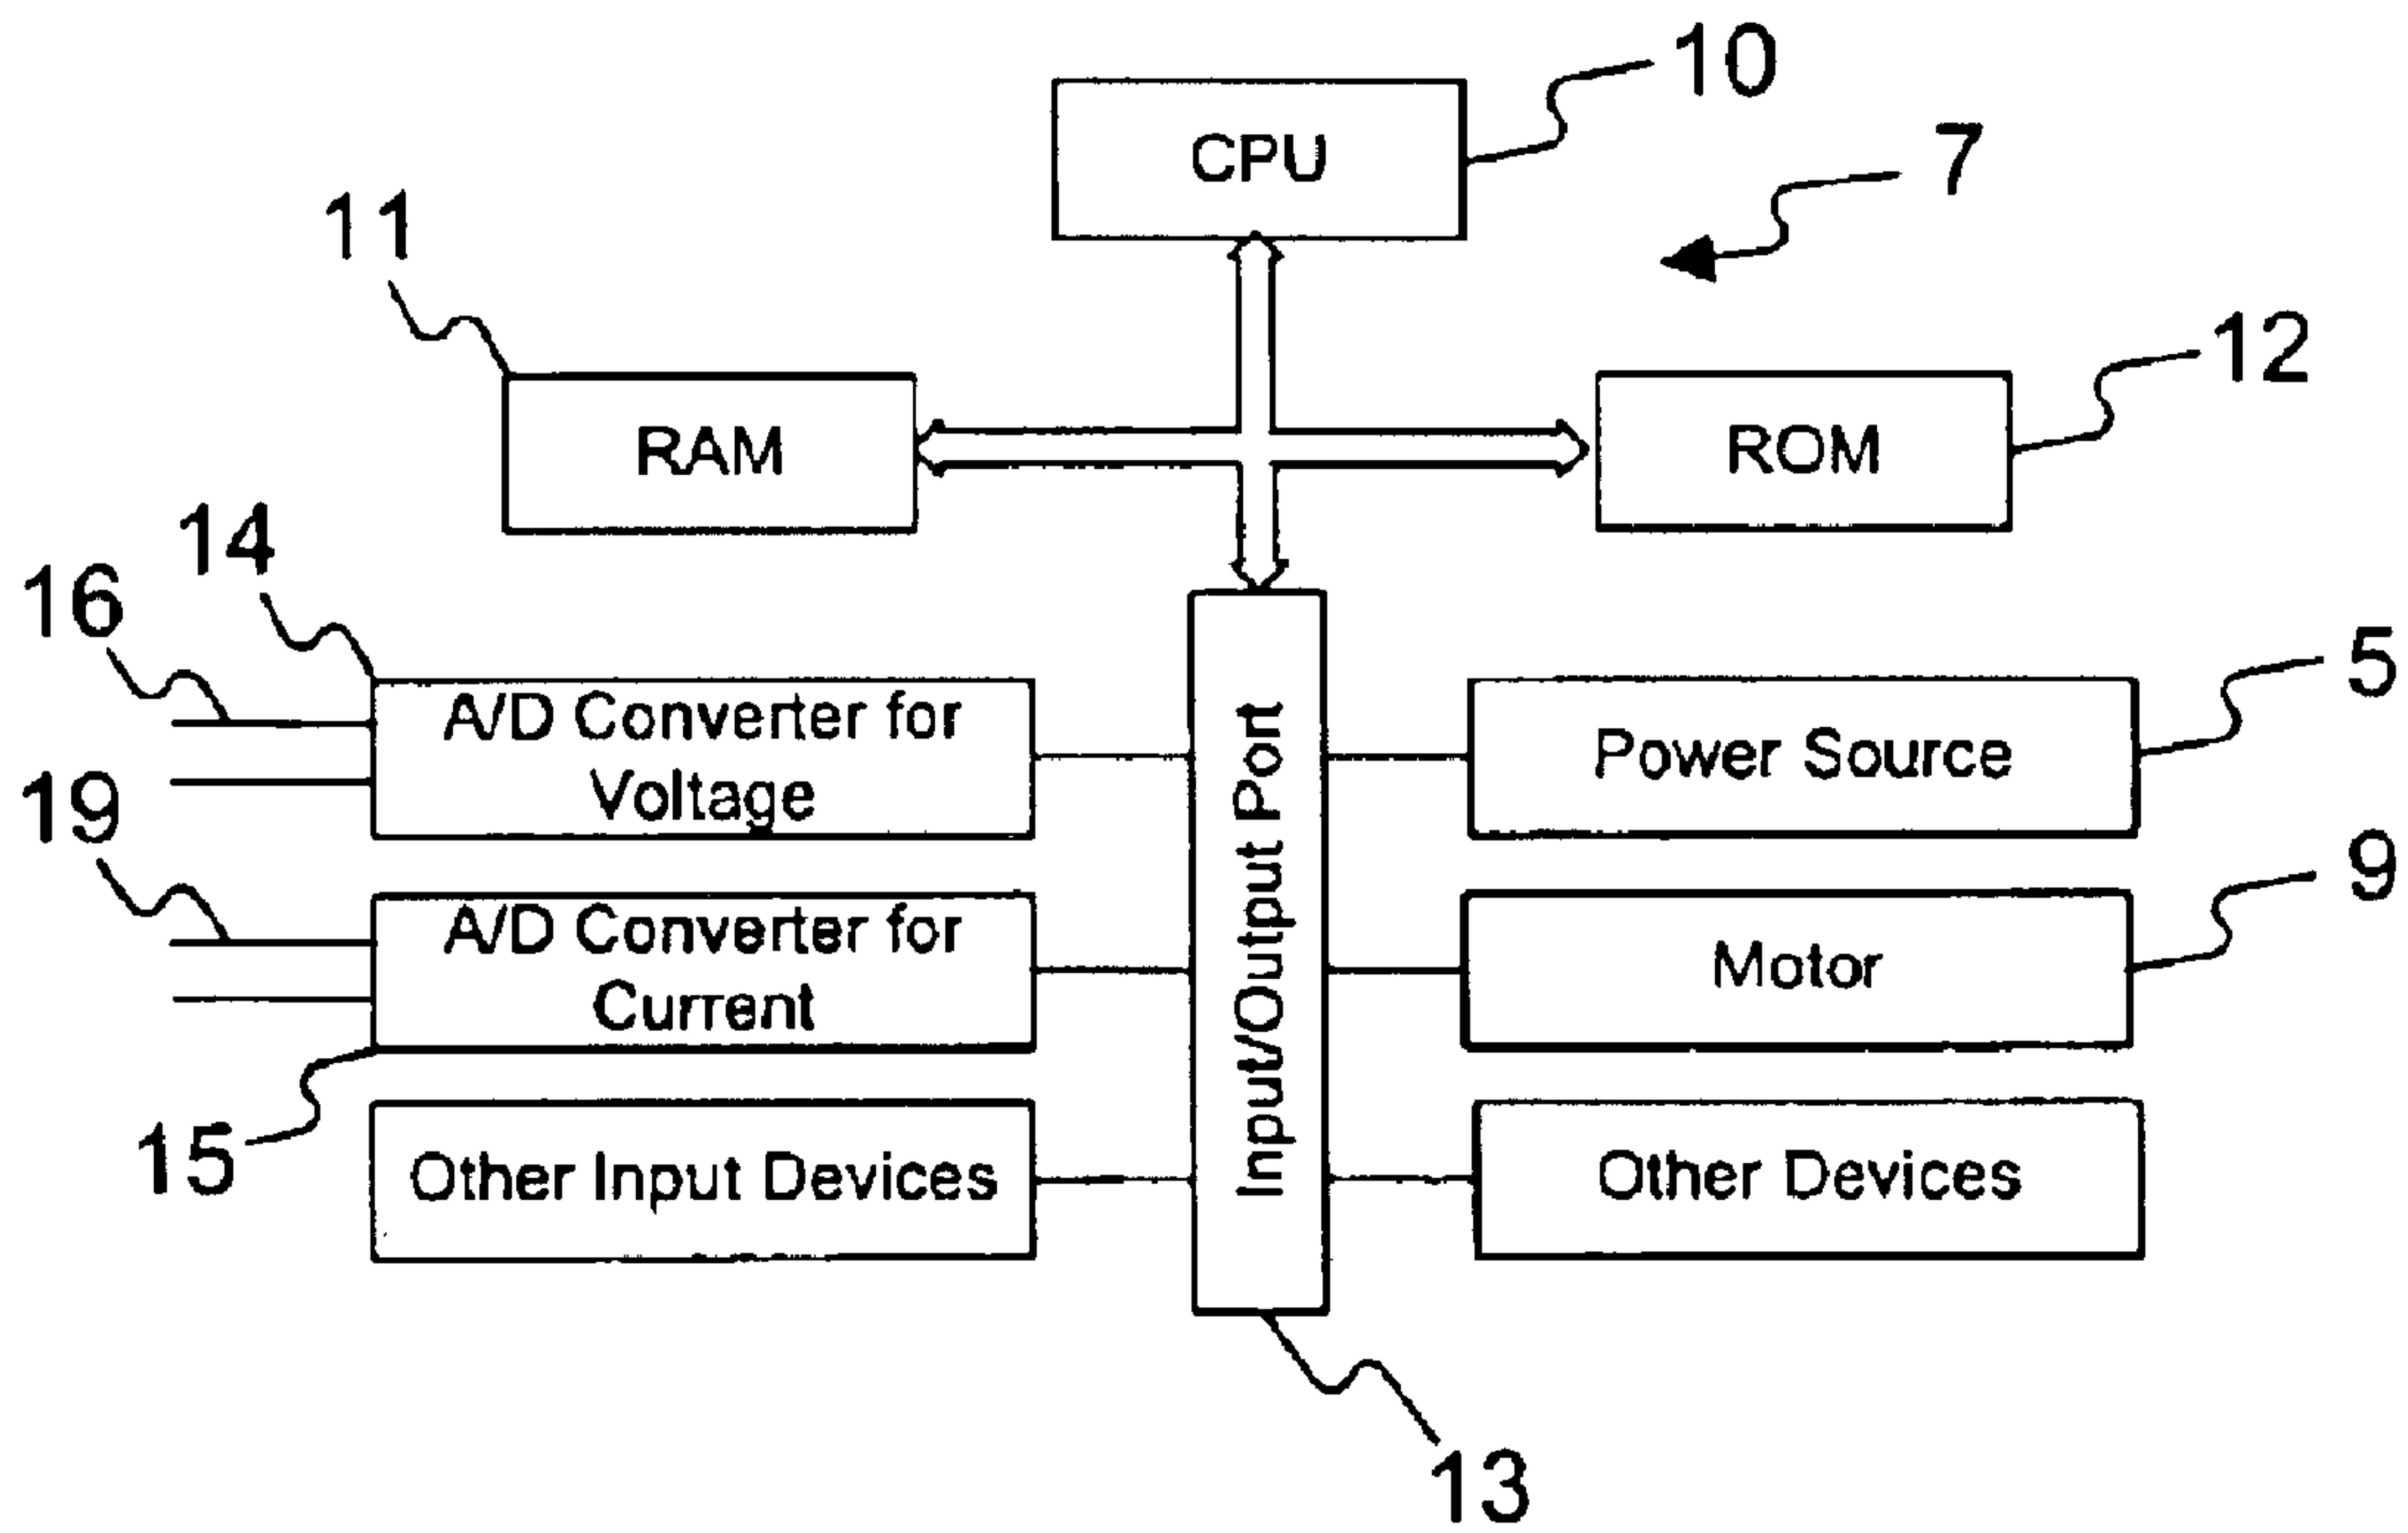 10
CPU
7
11
12
RAM
ROM
14
16
5
A/D Converter for
Voltage
Power Source
19
9
A/D Converter for
Current
Motor
Input/Output Port
15
Other Input Devices
Other Devices
13